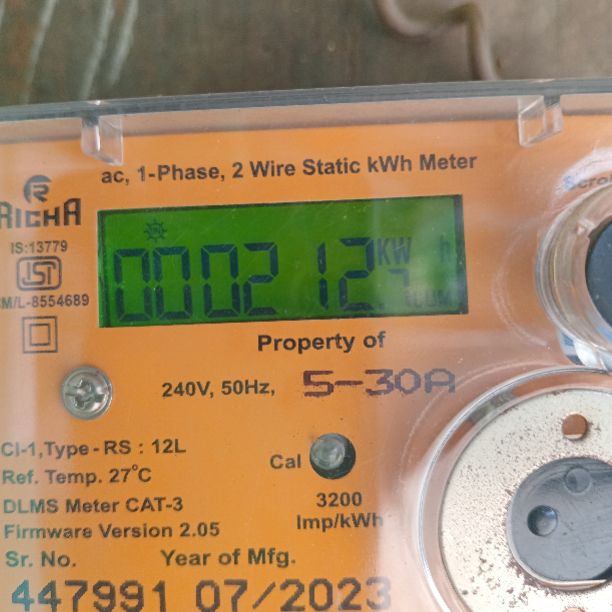 ac, 1-Phase, 2 Wire Static kWh Meter
Scrol
RICHA
IS:13779
ISI
CM/L-8554689
000212.7 KW h
CUM
Property of
240V, 50Hz, 5-30A
Cl-1,Type-RS : 12L
Ref. Temp. 27°C
Cal
DLMS Meter CAT-3
3200
Imp/kWh
Firmware Version 2.05
Sr. No. Year of Mfg.
447991 07/2023